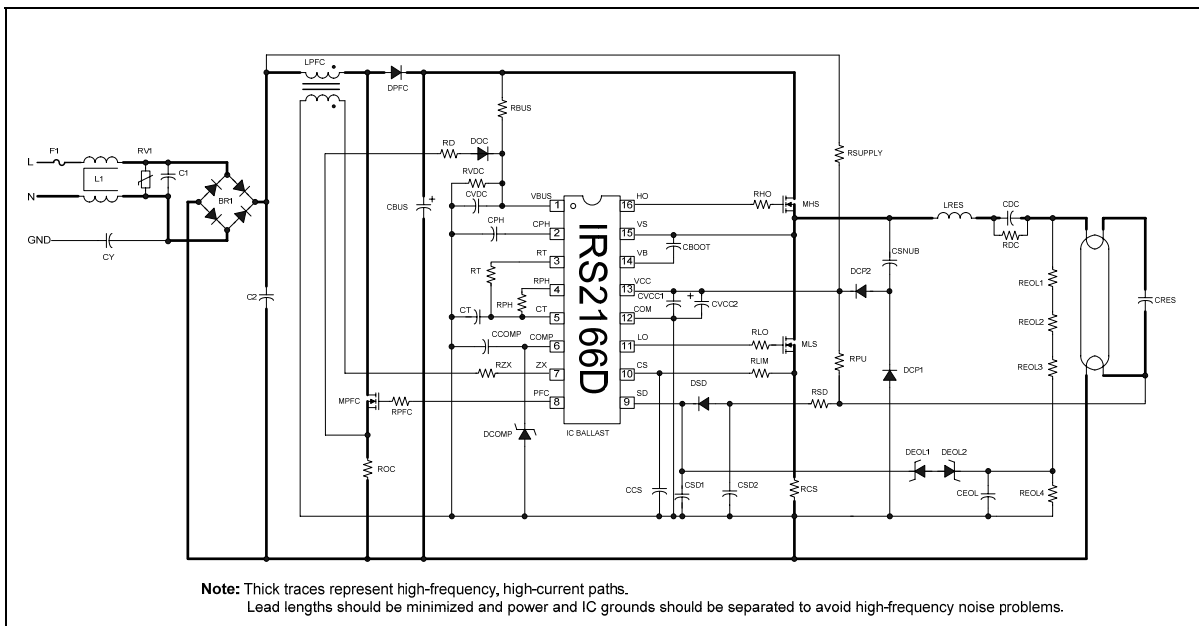 LPFC
DPFC
RBUS
F1
RV1
RD
DOC
RSUPPLY
L
L1
C1
RVDC
CVDC
N
BR1
CBUS
+
VBUS
1
16
HO
RHO
MHS
LRES
CDC
RDC
CPH
CPH
2
15
VS
CBOOT
CSNUB
GND
CY
RT
3
14
VB
RT
RPH
4
13
VCC
DCP2
REOL1
C2
RPH
CVCC1
+
CVCC2
CRES
CT
CT
5
12
COM
REOL2
CCOMP
COMP
6
11
LO
RLO
MLS
RPU
RZX
ZX
7
10
CS
RLIM
DCP1
REOL3
MPFC
RPFC
PFC
8
9
SD
DSD
RSD
IRS2166D
IC BALLAST
DCOMP
ROC
DEOL1
DEOL2
CCS
CSD1
CSD2
RCS
CEOL
REOL4
Note: Thick traces represent high-frequency, high-current paths.
Lead lengths should be minimized and power and IC grounds should be separated to avoid high-frequency noise problems.